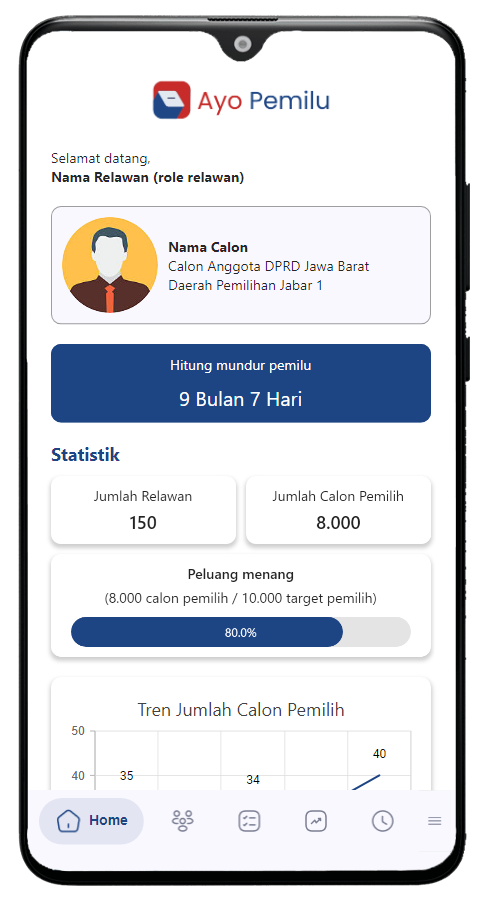 Ayo Pemilu
Selamat datang,
Nama Relawan (role relawan)
Nama Calon
Calon Anggota DPRD Jawa Barat
Daerah Pemilihan Jabar 1
Hitung mundur pemilu
9 Bulan 7 Hari
Statistik
Jumlah Relawan
150
Jumlah Calon Pemilih
8.000
Peluang menang
(8.000 calon pemilih / 10.000 target pemilih)
80.0%
Tren Jumlah Calon Pemilih
50
40
35
34
40
Home